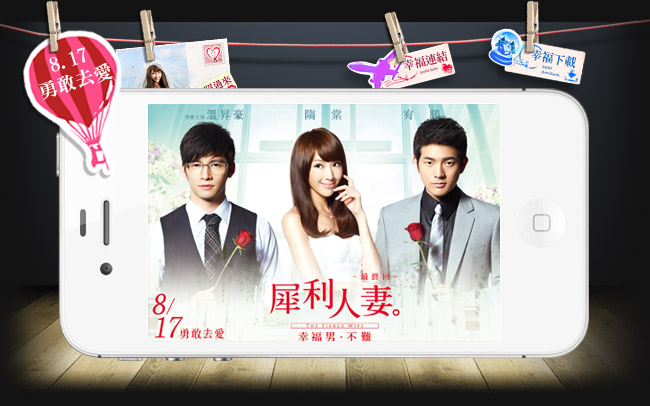 8.17
勇敢去愛
幸福連結
幸福下載
溫昇豪
隋棠
宥勝
-最終回-
犀利人妻。
THE FIERCE WIFE
幸福男·不難
8/
17勇敢去愛